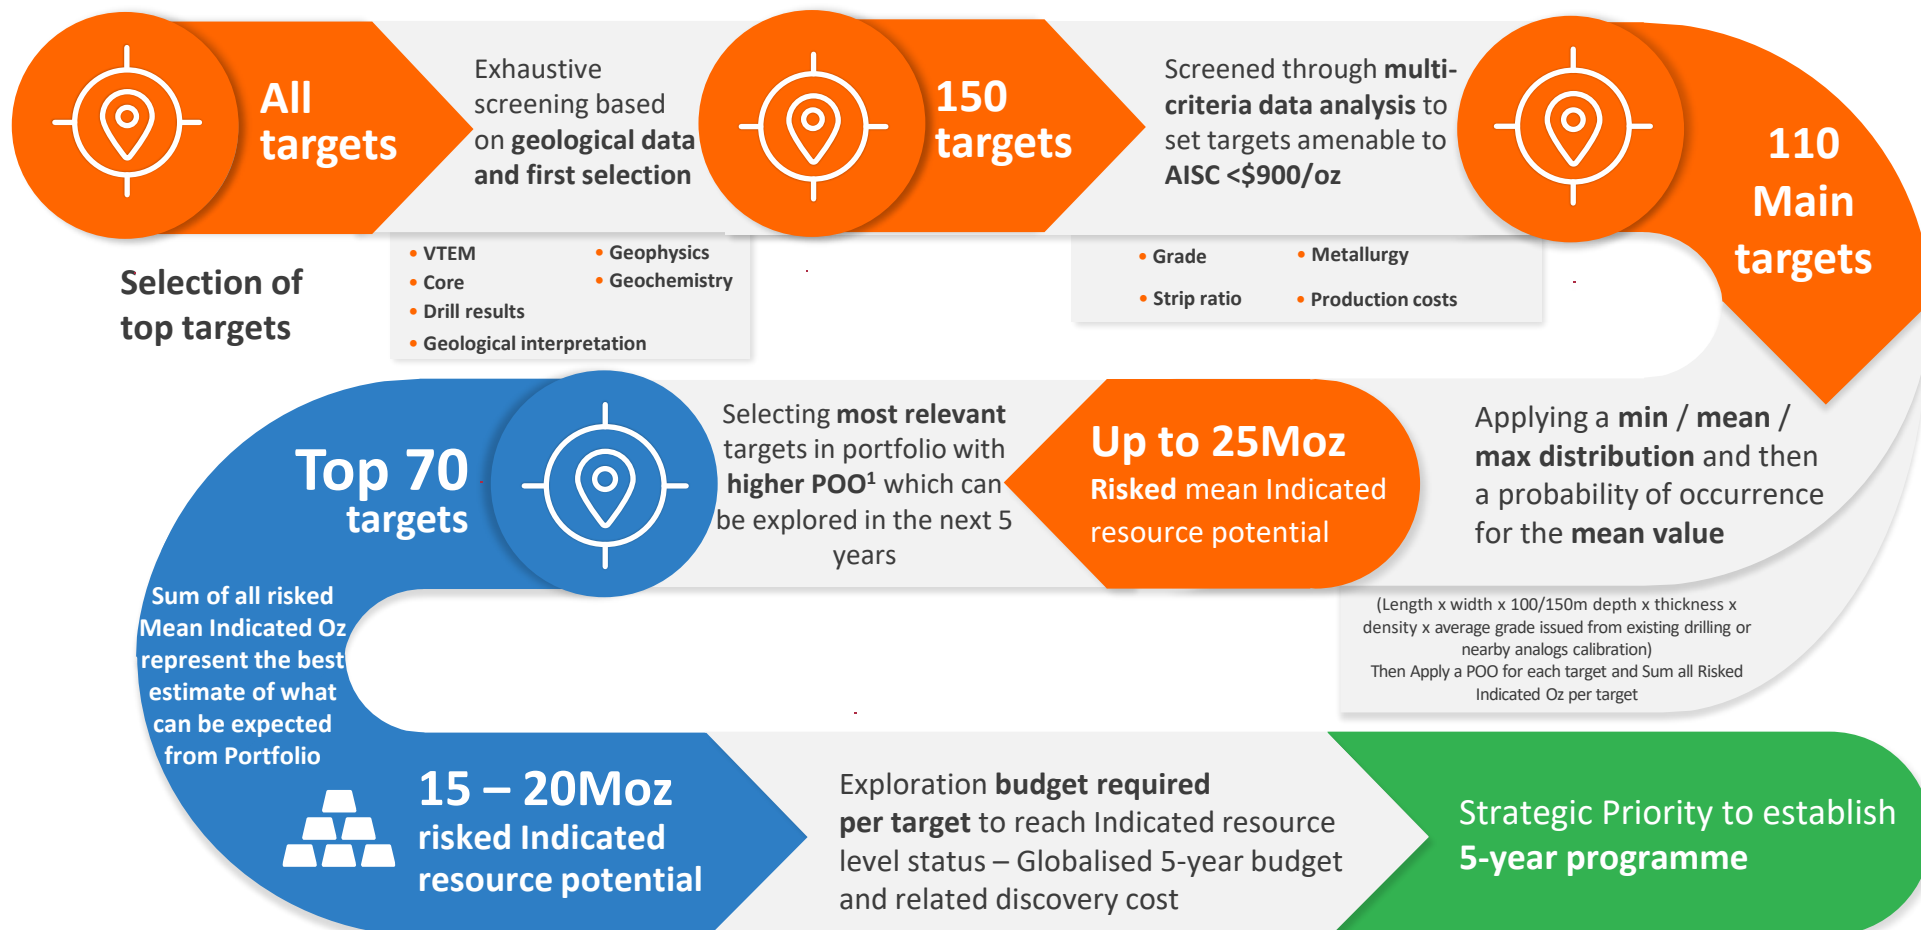 All
targets
Exhaustive
screening based
on geological data
and first selection
• VTEM
• Core
• Drill results
• Geological interpretation
• Geophysics
• Geochemistry
150
targets
Screened through multi-
criteria data analysis to
set targets amenable to
AISC <$900/oz
• Grade
• Strip ratio
• Metallurgy
• Production costs
110
Main
targets
Selection of
top targets
Applying a min / mean /
max distribution and then
a probability of occurrence
for the mean value
(Length x width x 100/150m depth x thickness x
density x average grade issued from existing drilling or
nearby analogs calibration)
Then Apply a POO for each target and Sum all Risked
Indicated Oz per target
Up to 25Moz
Risked mean Indicated
resource potential
Selecting most relevant
targets in portfolio with
higher POO¹ which can
be explored in the next 5
years
Top 70
targets
Sum of all risked
Mean Indicated Oz
represent the best
estimate of what
can be expected
from Portfolio
15 – 20Moz
risked Indicated
resource potential
Exploration budget required
per target to reach Indicated resource
level status – Globalised 5-year budget
and related discovery cost
Strategic Priority to establish
5-year programme